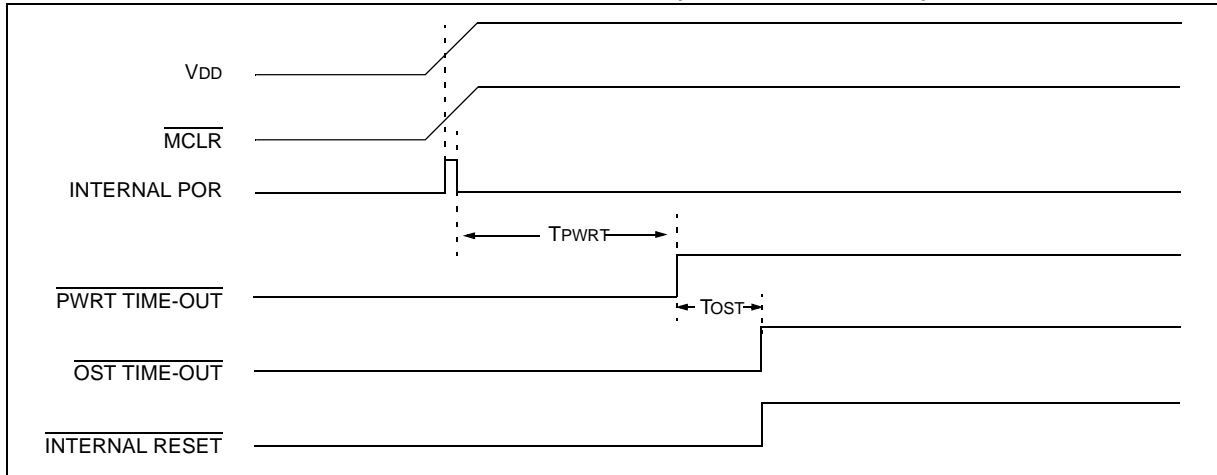 VDD
MCLR
INTERNAL POR
TPWRT
PWRT TIME-OUT
TOST
OST TIME-OUT
INTERNAL RESET